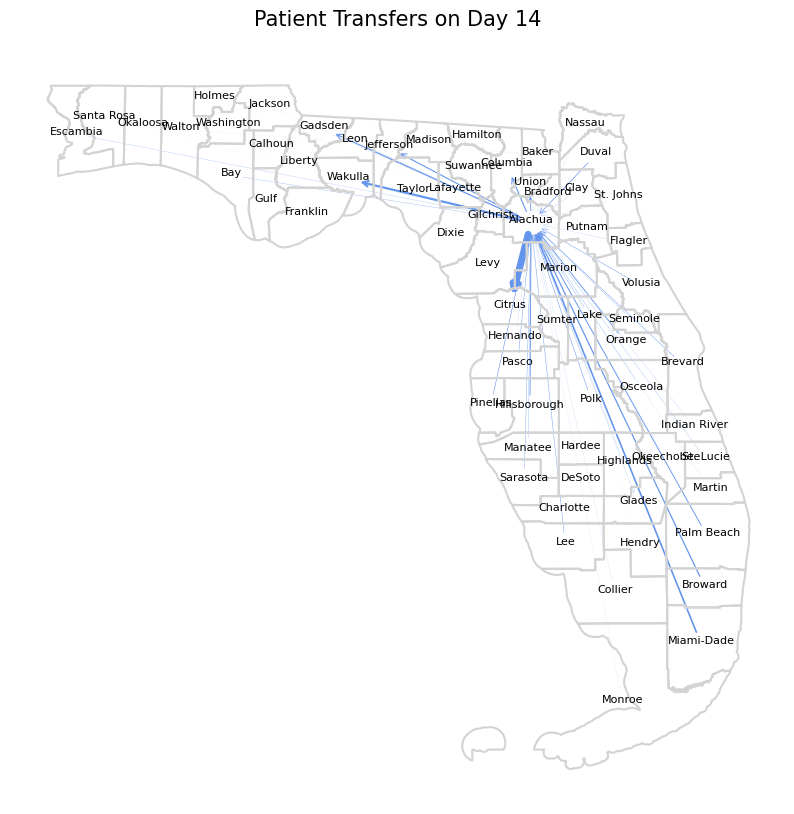 Patient Transfers on Day 14
Holmes
Jackson
Santa Rosa
Okaloosa
Walton
Washington
Escambia
Gadsden
Leon
Jefferson
Madison
Hamilton
Nassau
Calhoun
Liberty
Bay
Wakulla
Taylor
Lafayette
Suwannee
Columbia
Baker
Duval
Union
Bradford
Clay
St. Johns
Gulf
Franklin
Gilchrist
Alachua
Putnam
Flagler
Dixie
Levy
Marion
Volusia
Citrus
Sumter
Lake
Seminole
Hernando
Orange
Pasco
Brevard
Osceola
Pinellas
Hillsborough
Polk
Indian River
Manatee
Hardee
Highlands
Okeechobee
St. Lucie
Sarasota
DeSoto
Martin
Charlotte
Glades
Palm Beach
Lee
Hendry
Collier
Broward
Miami-Dade
Monroe